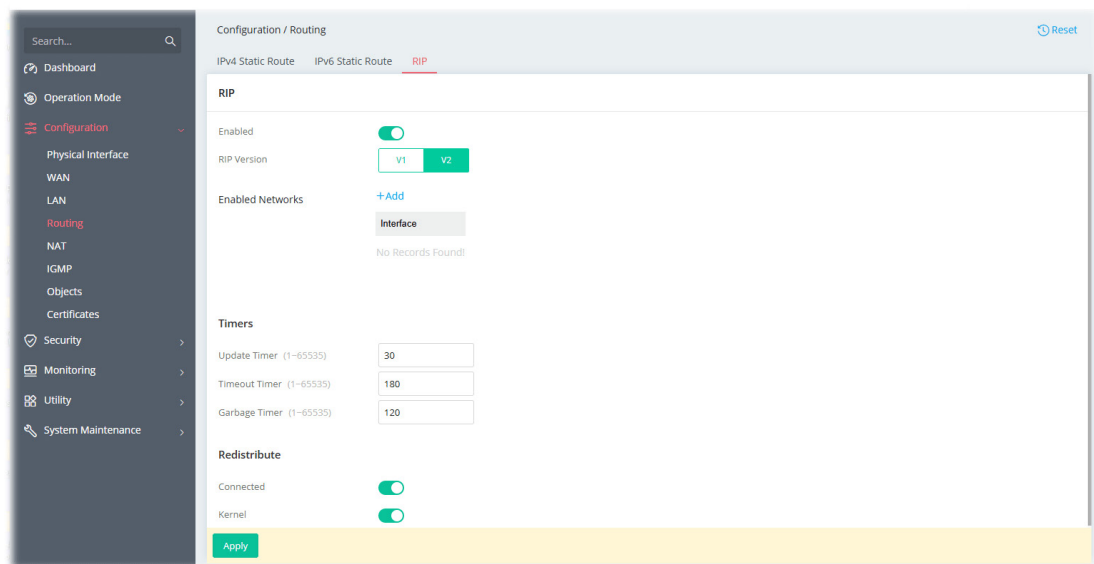 Search...
Dashboard
Operation Mode
Configuration
Physical Interface
WAN
LAN
Routing
NAT
IGMP
Objects
Certificates
Security
Monitoring
Utility
System Maintenance
Configuration / Routing
Reset
IPv4 Static Route IPv6 Static Route RIP
RIP
Enabled
RIP Version V1 V2
Enabled Networks +Add
Interface
No Records Found!
Timers
Update Timer (1~65535) 30
Timeout Timer (1~65535) 180
Garbage Timer (1~65535) 120
Redistribute
Connected
Kernel
Apply